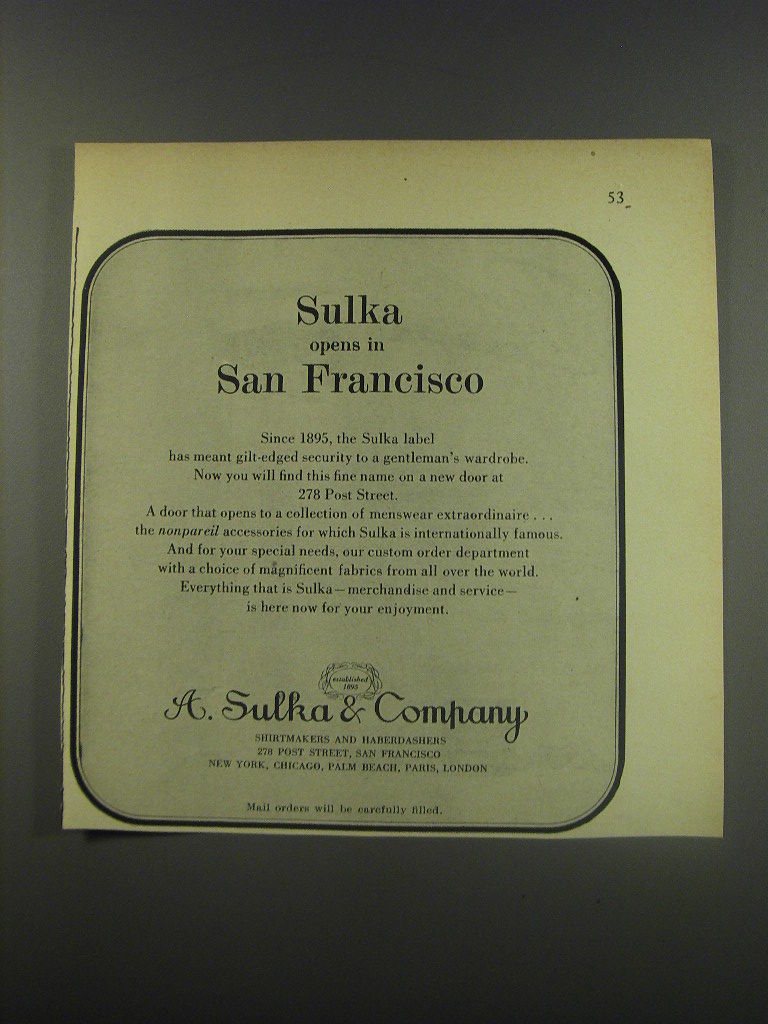 53
Sulka
opens in
San Francisco
Since 1895, the Sulka label
has meant gilt-edged security to a gentleman's wardrobe.
Now you will find this fine name on a new door at
278 Post Street.
A door that opens to a collection of menswear extraordinaire . . .
the nonpareil accessories for which Sulka is internationally famous.
And for your special needs, our custom order department
with a choice of magnificent fabrics from all over the world.
Everything that is Sulka—merchandise and service—
is here now for your enjoyment.
established
1895
A. Sulka & Company
SHIRTMAKERS AND HABERDASHERS
278 POST STREET, SAN FRANCISCO
NEW YORK, CHICAGO, PALM BEACH, PARIS, LONDON
Mail orders will be carefully filled.